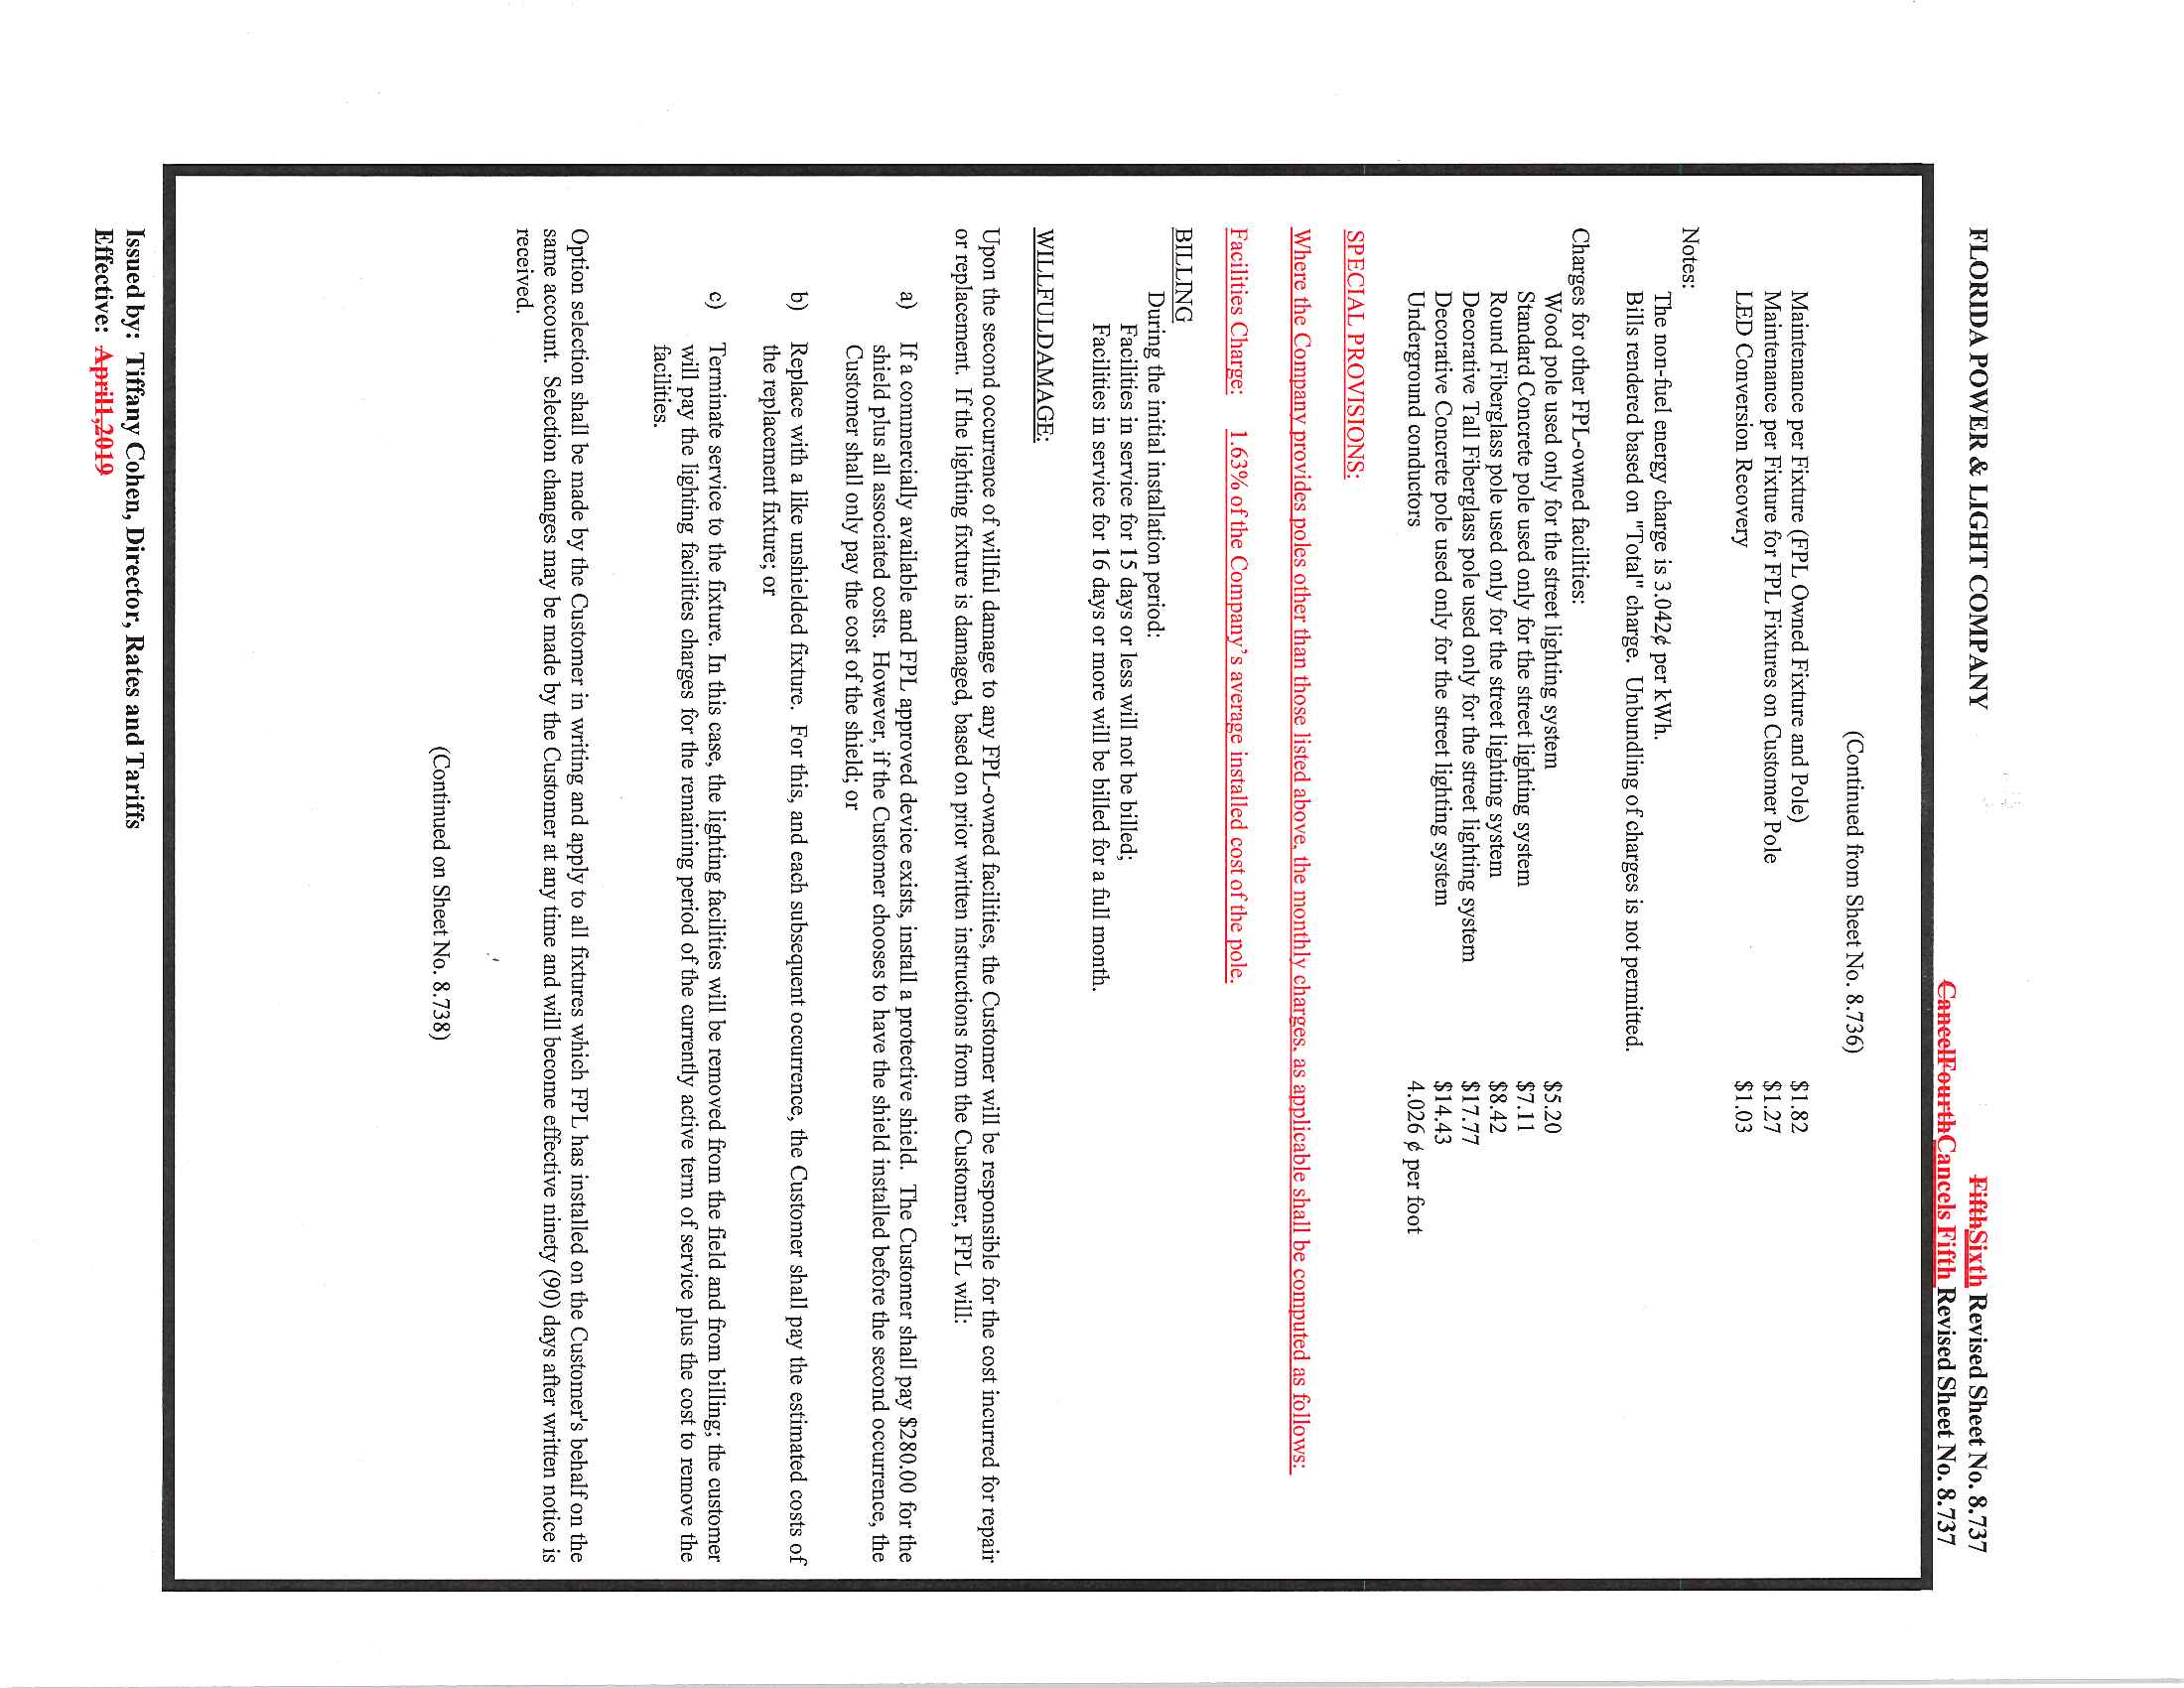 FLORIDA POWER & LIGHT COMPANY
FifthSixth Revised Sheet No. 8.737
CancelFourthCancels Fifth Revised Sheet No. 8.737
(Continued from Sheet No. 8.736)
Maintenance per Fixture (FPL Owned Fixture and Pole) $1.82
Maintenance per Fixture for FPL Fixtures on Customer Pole $1.27
LED Conversion Recovery $1.03
Notes:
The non-fuel energy charge is 3.042¢ per kWh.
Bills rendered based on "Total" charge. Unbundling of charges is not permitted.
Charges for other FPL-owned facilities:
Wood pole used only for the street lighting system $5.20
Standard Concrete pole used only for the street lighting system $7.11
Round Fiberglass pole used only for the street lighting system $8.42
Decorative Tall Fiberglass pole used only for the street lighting system $17.77
Decorative Concrete pole used only for the street lighting system $14.43
Underground conductors 4.026 ¢ per foot
SPECIAL PROVISIONS:
Where the Company provides poles other than those listed above, the monthly charges, as applicable shall be computed as follows:
Facilities Charge: 1.63% of the Company's average installed cost of the pole.
BILLING
During the initial installation period:
Facilities in service for 15 days or less will not be billed;
Facilities in service for 16 days or more will be billed for a full month.
WILLFULDAMAGE:
Upon the second occurrence of willful damage to any FPL-owned facilities, the Customer will be responsible for the cost incurred for repair
or replacement. If the lighting fixture is damaged, based on prior written instructions from the Customer, FPL will:
a) If a commercially available and FPL approved device exists, install a protective shield. The Customer shall pay $280.00 for the
shield plus all associated costs. However, if the Customer chooses to have the shield installed before the second occurrence, the
Customer shall only pay the cost of the shield; or
b) Replace with a like unshielded fixture. For this, and each subsequent occurrence, the Customer shall pay the estimated costs of
the replacement fixture; or
c) Terminate service to the fixture. In this case, the lighting facilities will be removed from the field and from billing; the customer
will pay the lighting facilities charges for the remaining period of the currently active term of service plus the cost to remove the
facilities.
Option selection shall be made by the Customer in writing and apply to all fixtures which FPL has installed on the Customer's behalf on the
same account. Selection changes may be made by the Customer at any time and will become effective ninety (90) days after written notice is
received.
(Continued on Sheet No. 8.738)
Issued by: Tiffany Cohen, Director, Rates and Tariffs
Effective: April1,2019